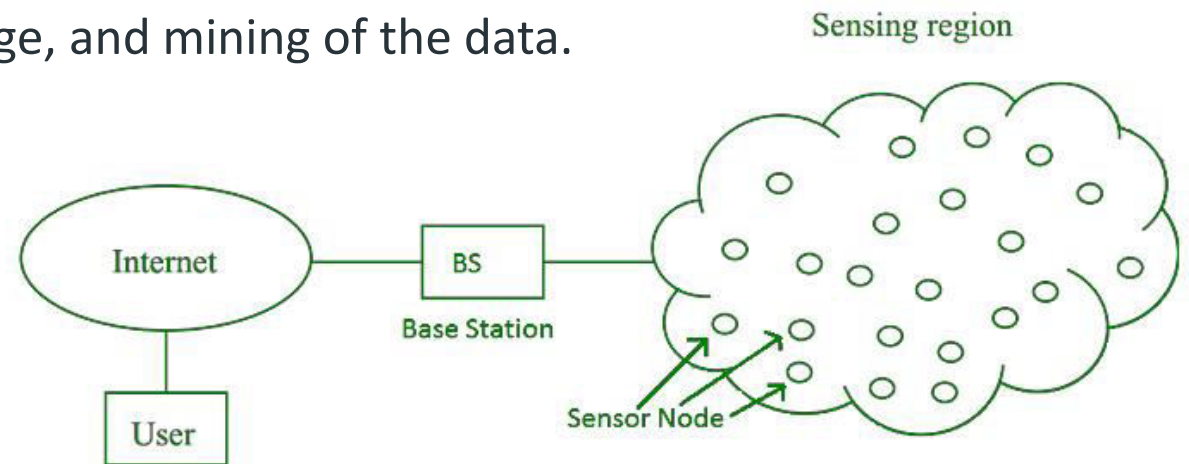 ge, and mining of the data.
Sensing region
Internet
BS
Base Station
Sensor Node
User